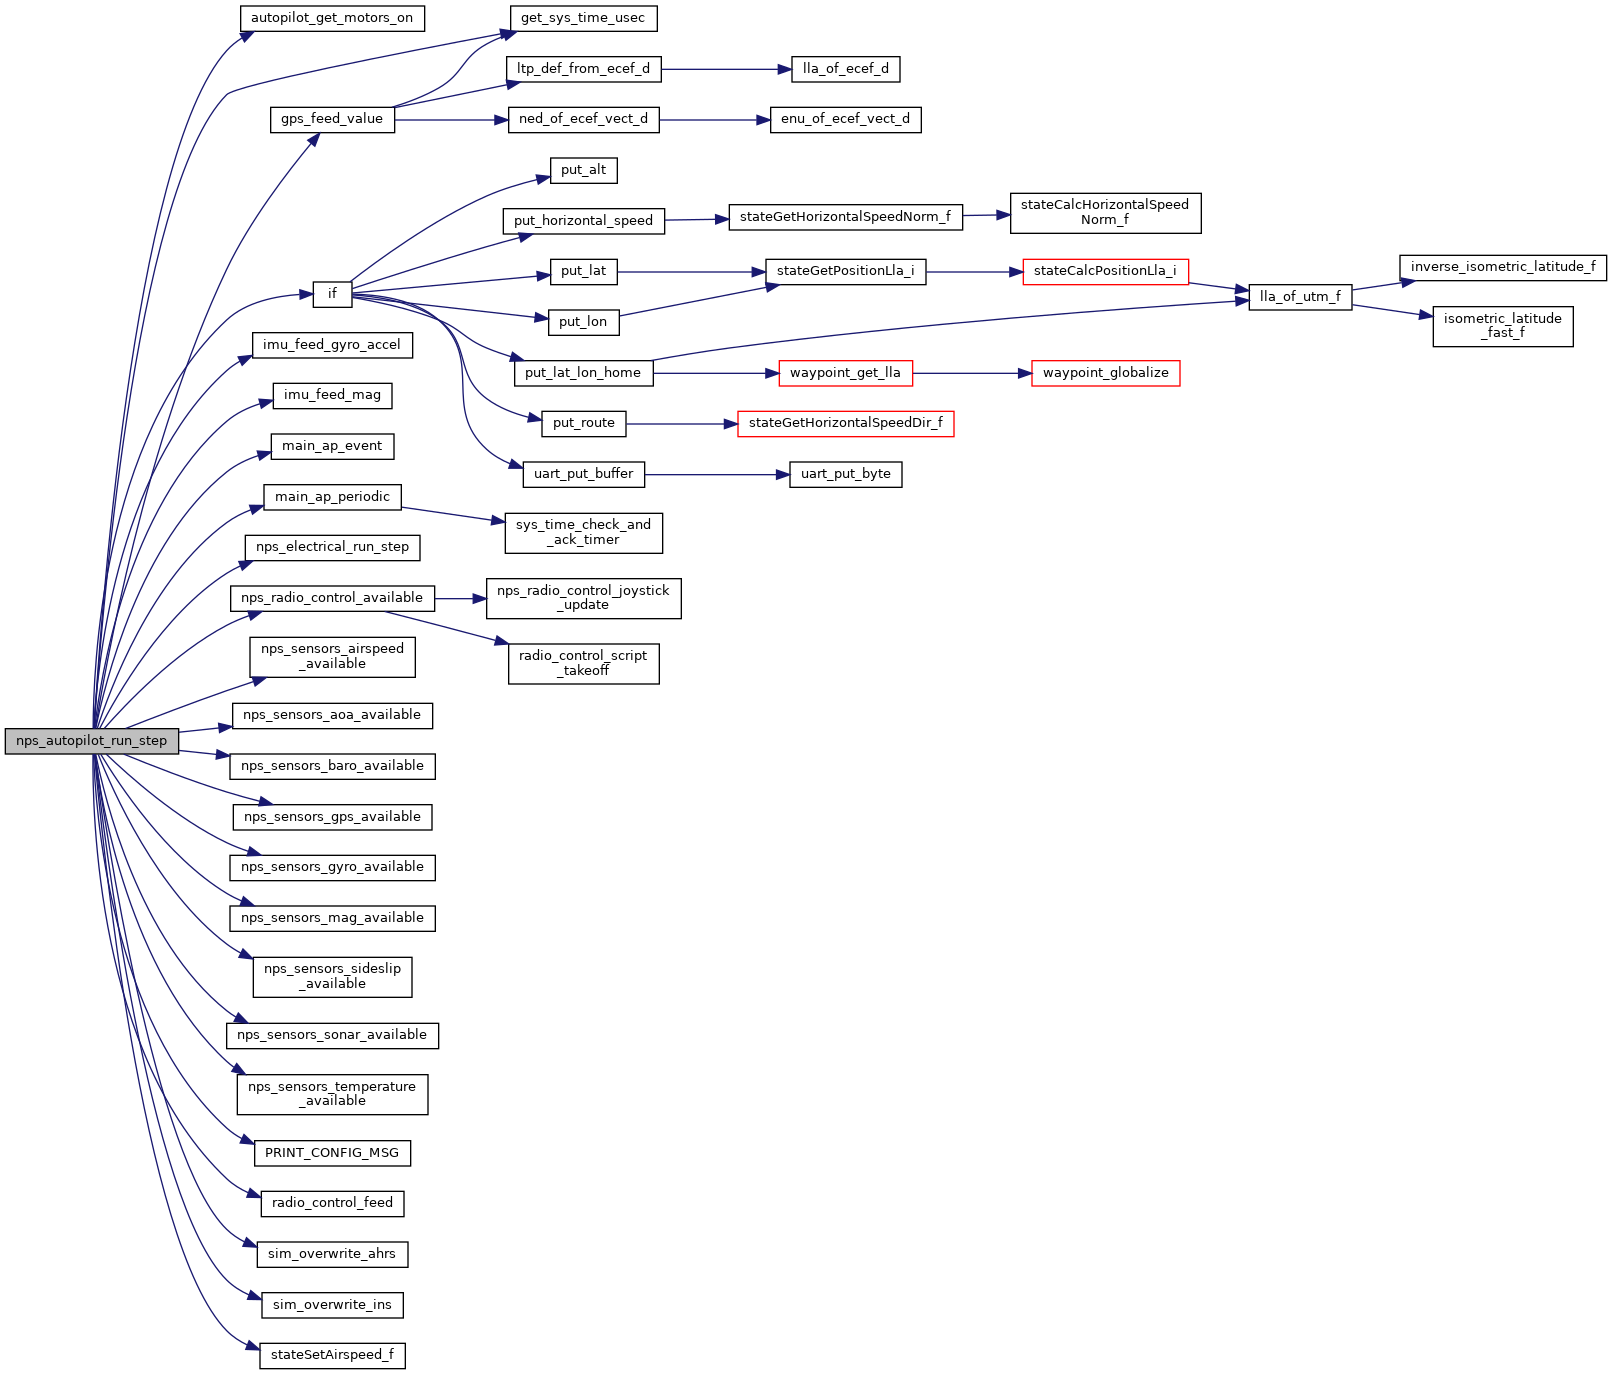 autopilot_get_motors_on
get_sys_time_usec
ltp_def_from_ecef_d
lla_of_ecef_d
gps_feed_value
ned_of_ecef_vect_d
enu_of_ecef_vect_d
put_alt
put_horizontal_speed
stateGetHorizontalSpeedNorm_f
stateCalcHorizontalSpeed
Norm_f
put_lat
stateGetPositionLla_i
stateCalcPositionLla_i
inverse_isometric_latitude_f
if
lla_of_utm_f
put_lon
isometric_latitude
_fast_f
imu_feed_gyro_accel
put_lat_lon_home
waypoint_get_lla
waypoint_globalize
imu_feed_mag
put_route
stateGetHorizontalSpeedDir_f
main_ap_event
uart_put_buffer
uart_put_byte
main_ap_periodic
sys_time_check_and
_ack_timer
nps_electrical_run_step
nps_radio_control_available
nps_radio_control_joystick
_update
nps_sensors_airspeed
_available
radio_control_script
_takeoff
nps_sensors_aoa_available
nps_autopilot_run_step
nps_sensors_baro_available
nps_sensors_gps_available
nps_sensors_gyro_available
nps_sensors_mag_available
nps_sensors_sideslip
_available
nps_sensors_sonar_available
nps_sensors_temperature
_available
PRINT_CONFIG_MSG
radio_control_feed
sim_overwrite_ahrs
sim_overwrite_ins
stateSetAirspeed_f